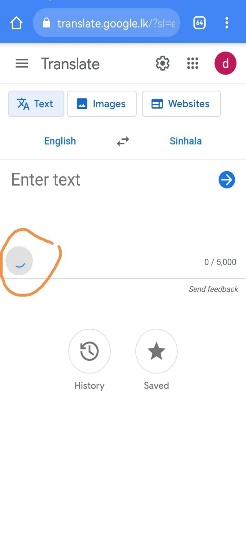 translate.google.lk/?sl=e
64
Translate
d
Text
Images
Websites
English
Sinhala
Enter text
0 / 5,000
Send feedback
History
Saved